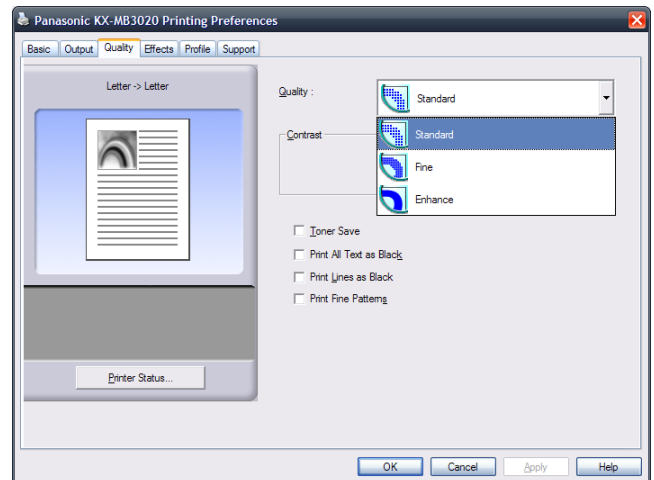 Panasonic KX-MB3020 Printing Preferences
Basic Output Quality Effects Profile Support
Letter -> Letter
Quality :
Standard
Contrast
Standard
Fine
Enhance
Toner Save
Print All Text as Black
Print Lines as Black
Print Fine Patterns
Printer Status...
OK Cancel Apply Help